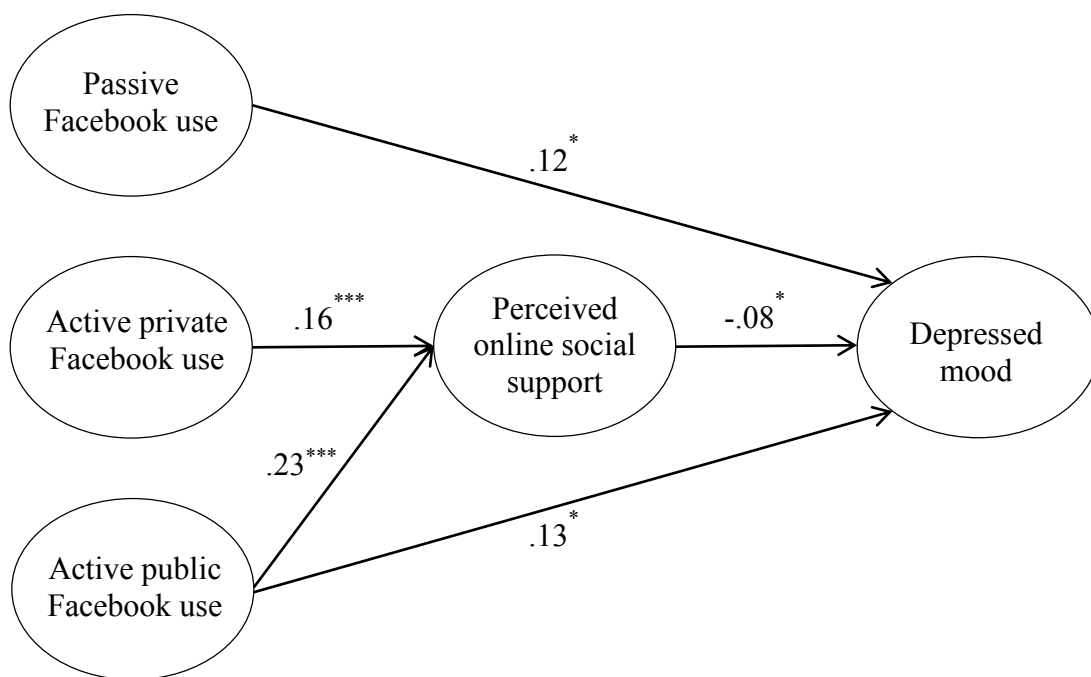 Passive
Facebook use
.12*
Active private
Facebook use
.16***
Perceived
online social
support
-.08*
Depressed
mood
.23***
.13*
Active public
Facebook use